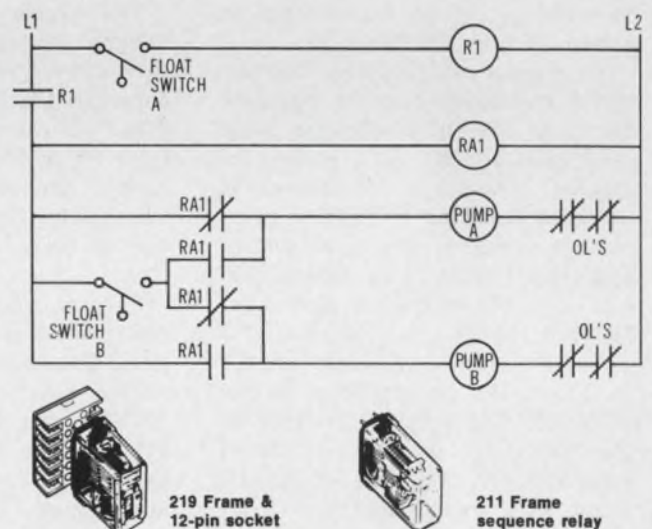 L1
L2
R1
FLOAT
SWITCH
A
R1
RA1
RA1
PUMP
A
OL'S
RA1
RA1
FLOAT
SWITCH
B
OL'S
RA1
PUMP
B
219 Frame &
12-pin socket
211 Frame
sequence relay